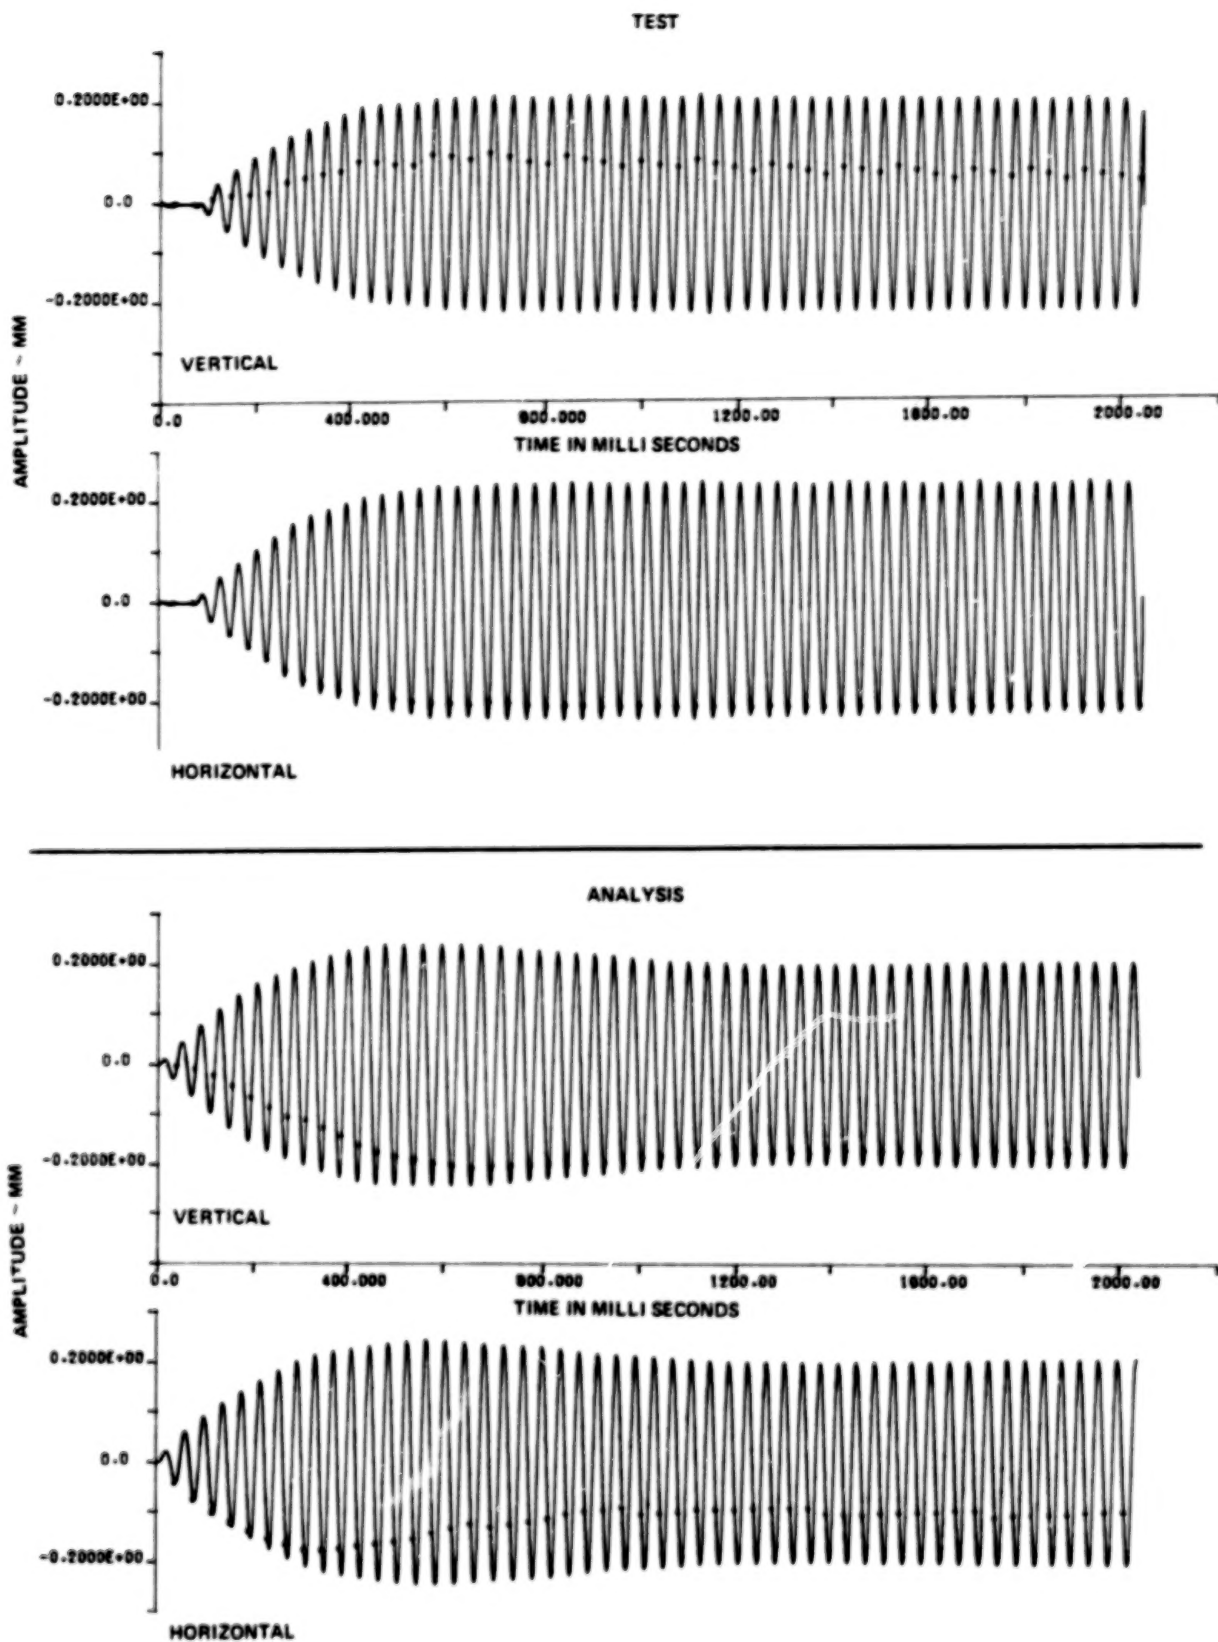 TEST
0.2000E+00
0.0
-0.2000E+00
VERTICAL
AMPLITUDE ~ MM
0.0 400.000 800.000 1200.00 1600.00 2000.00
TIME IN MILLI SECONDS
0.2000E+00
0.0
-0.2000E+00
HORIZONTAL
ANALYSIS
0.2000E+00
0.0
-0.2000E+00
VERTICAL
AMPLITUDE ~ MM
0.0 400.000 800.000 1200.00 1600.00 2000.00
TIME IN MILLI SECONDS
0.2000E+00
0.0
-0.2000E+00
HORIZONTAL